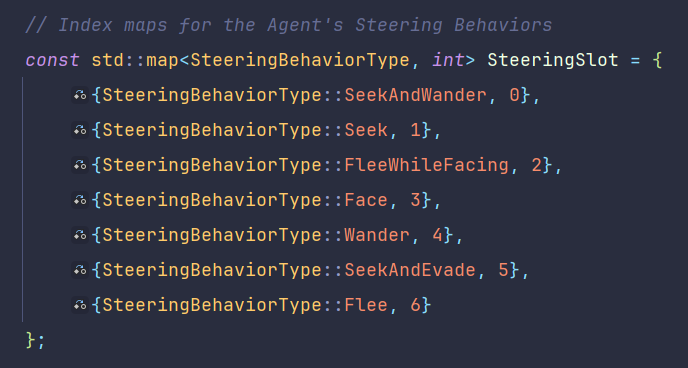 // Index maps for the Agent's Steering Behaviors
const std::map<SteeringBehaviorType, int> SteeringSlot = {
{SteeringBehaviorType::SeekAndWander, 0},
{SteeringBehaviorType::Seek, 1},
{SteeringBehaviorType::FleeWhileFacing, 2},
{SteeringBehaviorType::Face, 3},
{SteeringBehaviorType::Wander, 4},
{SteeringBehaviorType::SeekAndEvade, 5},
{SteeringBehaviorType::Flee, 6}
};